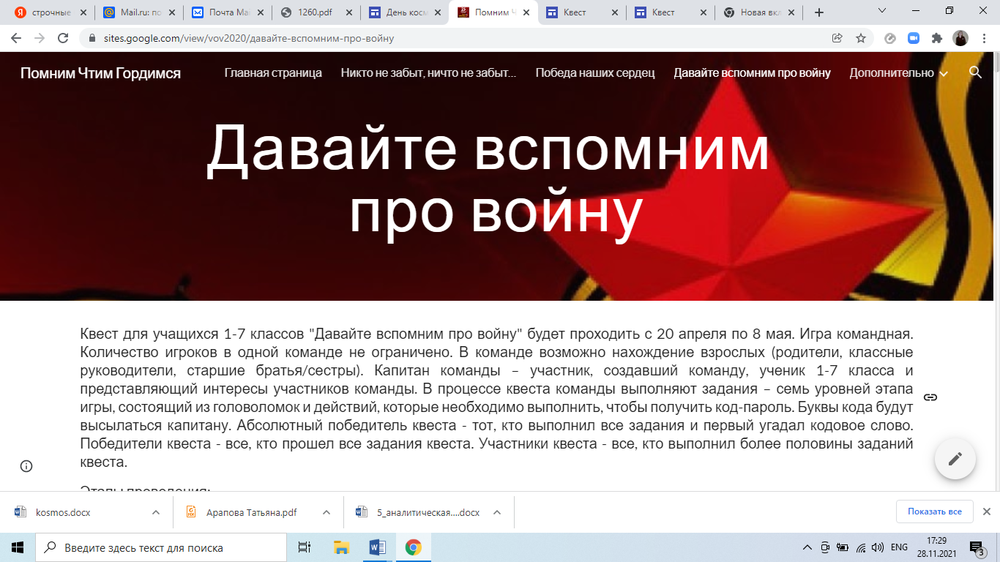 строчные
Mail.ru: по
Почта Ма
1260.pdf
День косм
Помним Ч
Квест
Квест
Новая вкл
sites.google.com/view/vov2020/давайте-вспомним-про-войну
Помним Чтим Гордимся
Главная страница
Никто не забыт, ничто не забыт...
Победа наших сердец
Давайте вспомним про войну
Дополнительно
Давайте вспомним
про войну
Квест для учащихся 1-7 классов "Давайте вспомним про войну" будет проходить с 20 апреля по 8 мая. Игра командная.
Количество игроков в одной команде не ограничено. В команде возможно нахождение взрослых (родители, классные
руководители, старшие братья/сестры). Капитан команды – участник, создавший команду, ученик 1-7 класса и
представляющий интересы участников команды. В процессе квеста команды выполняют задания – семь уровней этапа
игры, состоящий из головоломок и действий, которые необходимо выполнить, чтобы получить код-пароль. Буквы кода будут
высылаться капитану. Абсолютный победитель квеста - тот, кто выполнил все задания и первый угадал кодовое слово.
Победители квеста - все, кто прошел все задания квеста. Участники квеста - все, кто выполнил более половины заданий
квеста.
Этапы проведения:
kosmos.docx
Арапова Татьяна.pdf
5_аналитическая....docx
Показать все
Введите здесь текст для поиска
ENG
17:29
28.11.2021
3